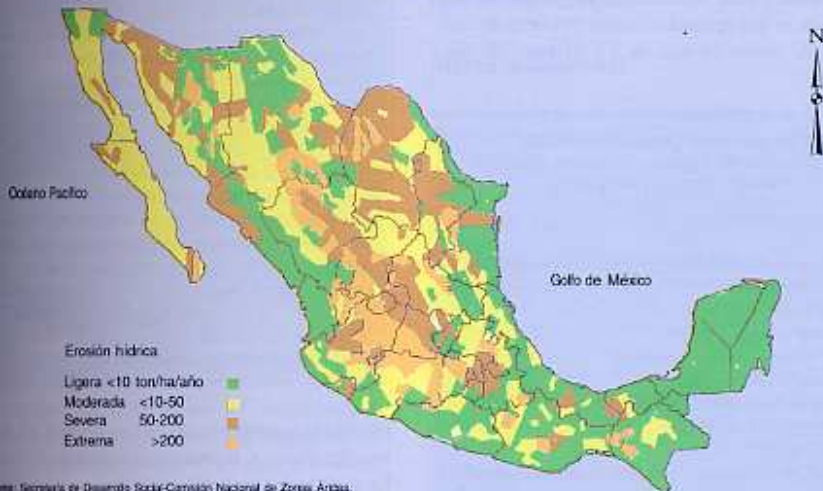 N
Océano Pacífico
Golfo de México
Erosión hídrica
Ligera <10 ton/ha/año
Moderada <10-50
Severa 50-200
Extrema >200
Secretaría de Desarrollo Social-Comisión Nacional de Zonas Áridas.